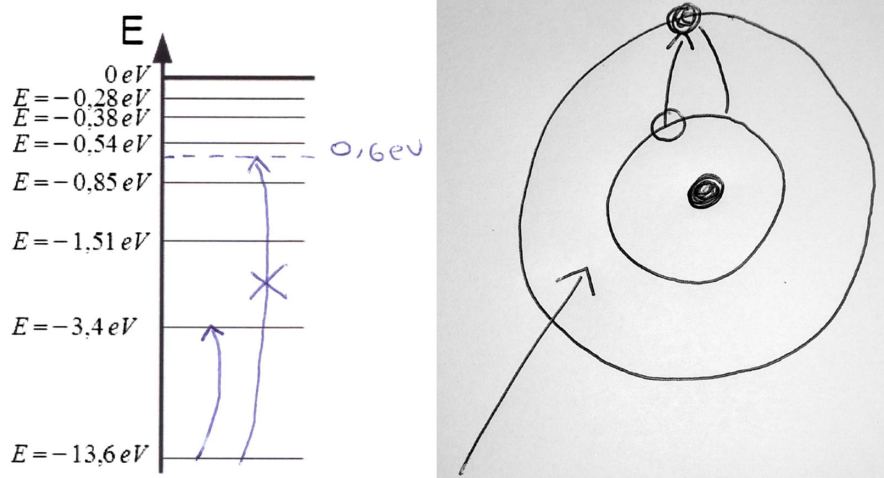 E
0 eV
E = −0,28 eV
E = −0,38 eV
E = −0,54 eV
0,6eV
E = −0,85 eV
E = −1,51 eV
E = −3,4 eV
E = −13,6 eV